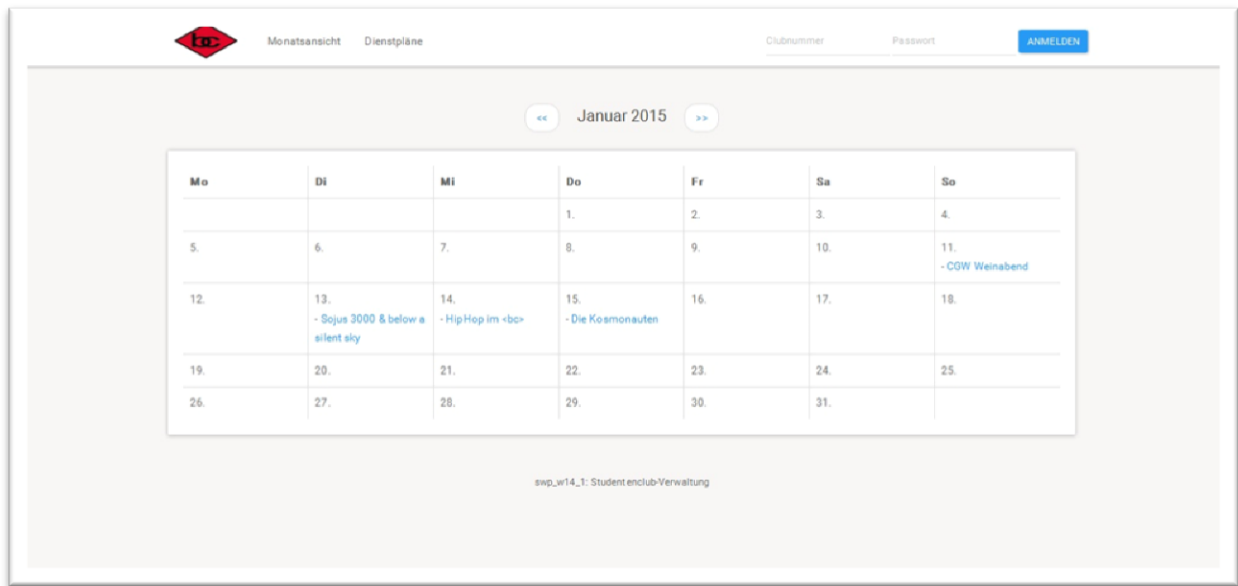 bc Monatsansicht Dienstpläne Clubnummer Passwort ANMELDEN
<< Januar 2015 >>
Mo Di Mi Do Fr Sa So
1. 2. 3. 4.
5. 6. 7. 8. 9. 10. 11.
- CGW Weinabend
12. 13. 14. 15. 16. 17. 18.
- Sojus 3000 & below a - HipHop im <bc> - Die Kosmonauten
silent sky
19. 20. 21. 22. 23. 24. 25.
26. 27. 28. 29. 30. 31.
swp_w14_1: Studentenclub-Verwaltung